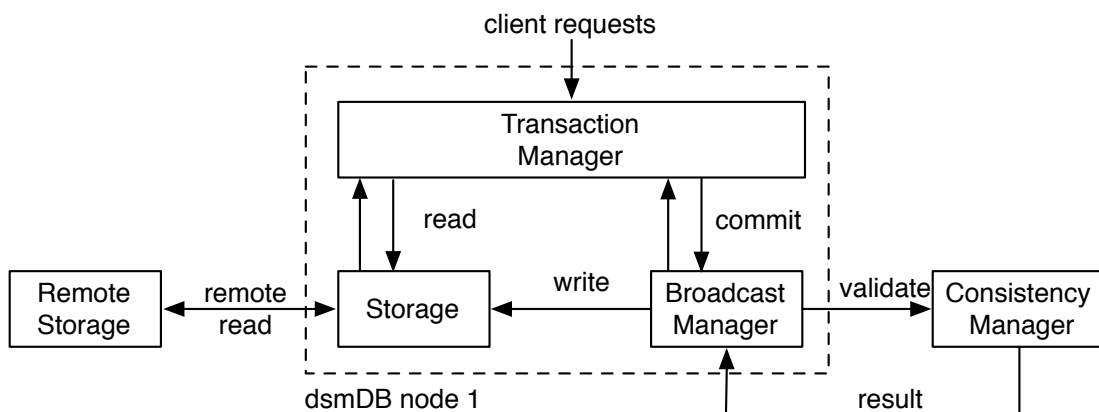 client requests
Transaction
Manager
read
commit
Remote
Storage
remote
read
Storage
write
Broadcast
Manager
validate
Consistency
Manager
dsmDB node 1
result